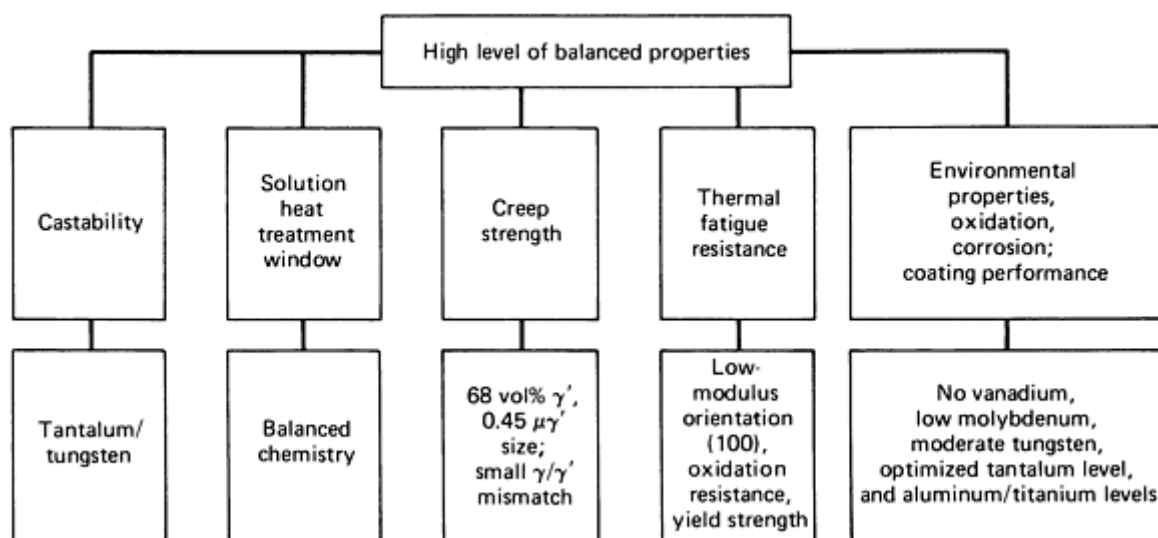 High level of balanced properties
Castability
Solution
heat
treatment
window
Creep
strength
Thermal
fatigue
resistance
Environmental
properties,
oxidation,
corrosion;
coating performance
Tantalum/
tungsten
Balanced
chemistry
68 vol% γ′,
0.45 μγ′
size;
small γ/γ′
mismatch
Low-
modulus
orientation
(100),
oxidation
resistance,
yield strength
No vanadium,
low molybdenum,
moderate tungsten,
optimized tantalum level,
and aluminum/titanium levels